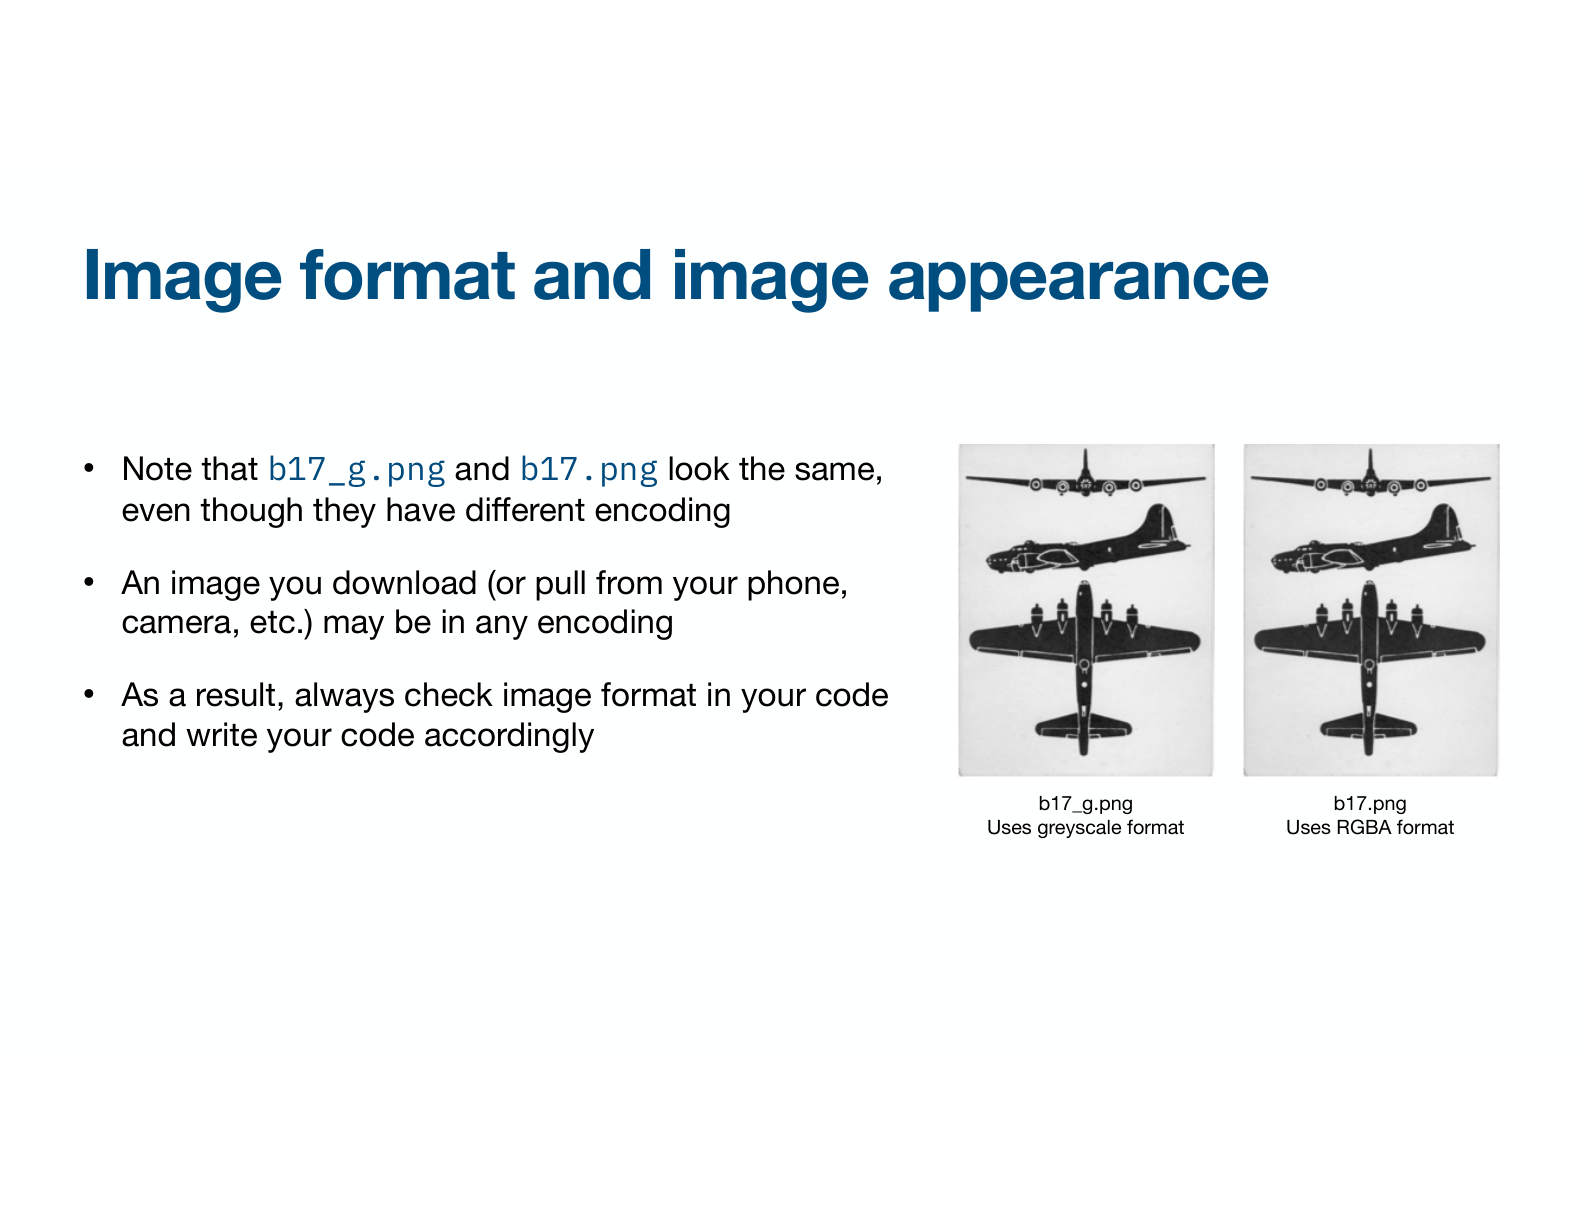 Image format and image appearance
• Note that b17_g.png and b17.png look the same,
even though they have different encoding
• An image you download (or pull from your phone,
camera, etc.) may be in any encoding
• As a result, always check image format in your code
and write your code accordingly
b17_g.png
Uses greyscale format
b17.png
Uses RGBA format